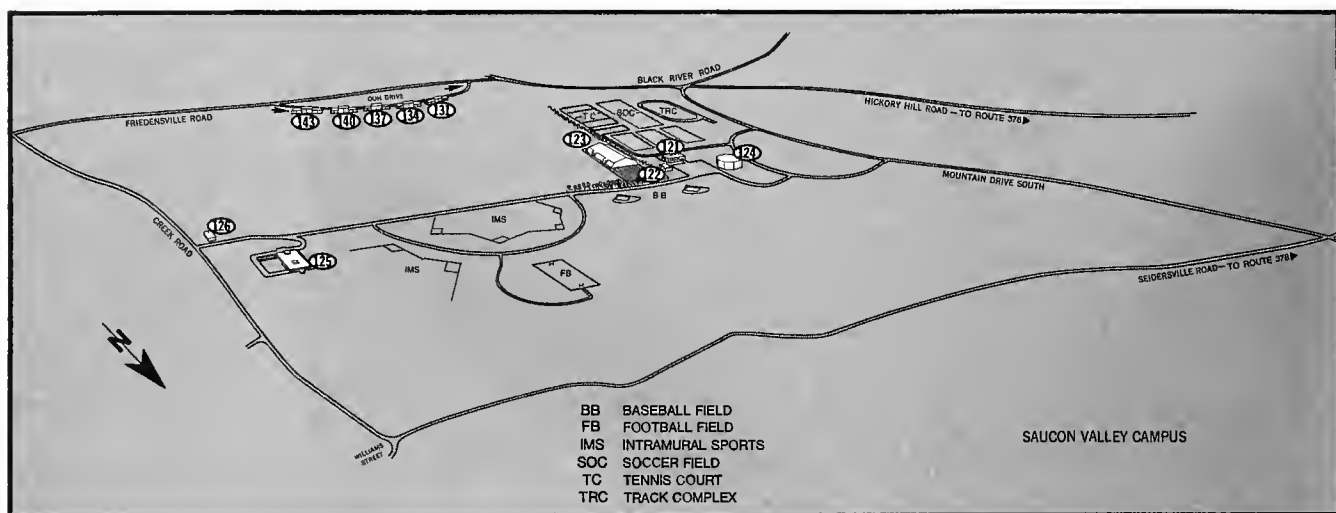 BLACK RIVER ROAD
OUH DRIVE
HICKORY HILL ROAD – TO ROUTE 378
FRIEDENSVILLE ROAD
143
140
137
134
131
TC
SOC
TRC
123
121
124
122
BB
MOUNTAIN DRIVE SOUTH
IMS
126
CREEK ROAD
125
IMS
FB
SEIDERSVILLE ROAD – TO ROUTE 378
N
WILLIAMS
STREET
BB BASEBALL FIELD
FB FOOTBALL FIELD
IMS INTRAMURAL SPORTS
SOC SOCCER FIELD
TC TENNIS COURT
TRC TRACK COMPLEX
SAUCON VALLEY CAMPUS